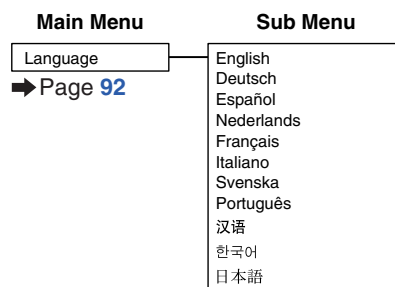 Main Menu Sub Menu
Language English
➡ Page 92 Deutsch
Español
Nederlands
Français
Italiano
Svenska
Português
汉语
한국어
日本語